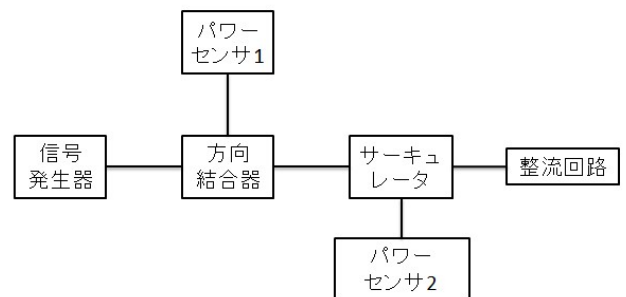 パワー
センサ1
信号
発生器
方向
結合器
サーキュ
レータ
整流回路
パワー
センサ2